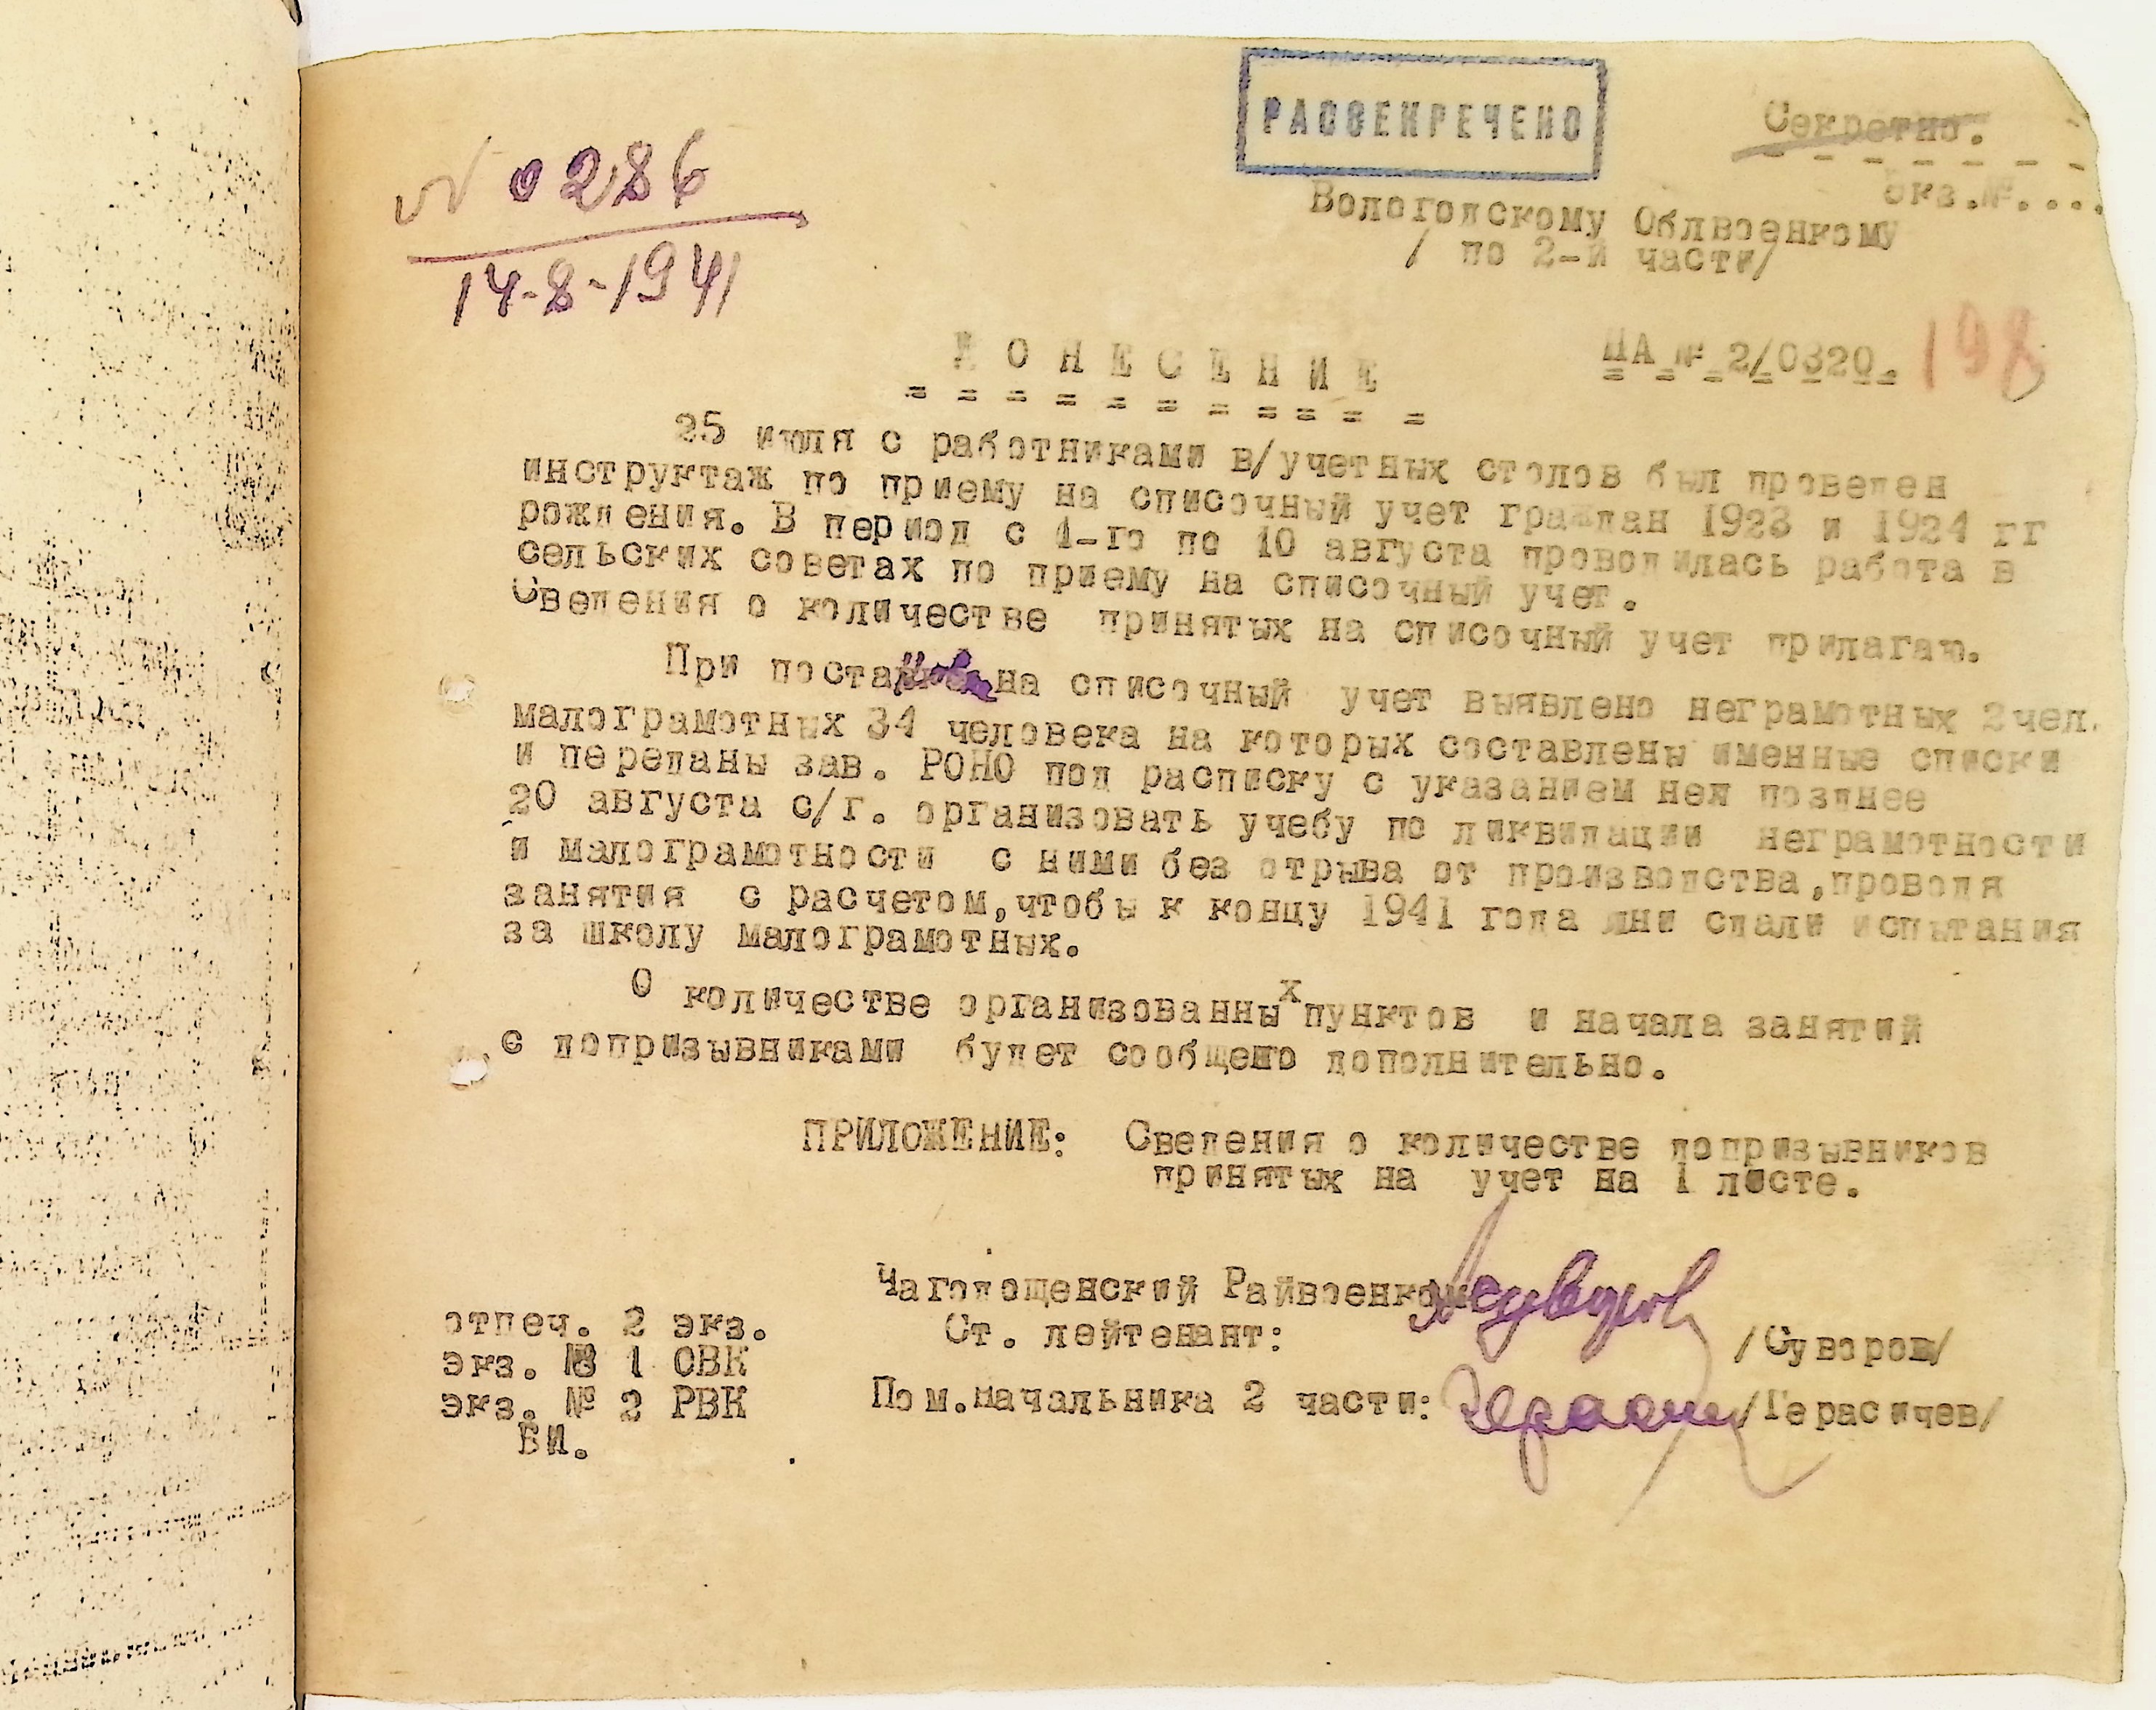 РАССЕКРЕЧЕНО
Секретно.
Экз.№....
№ 0286
14-8-1941
Вологодскому Облвоенкому
/ по 2-й части/
ДОНЕСЕНИЕ
НА № 2/0320.
198
25 июля с работниками в/учетных столов был проведен
инструктаж по приему на списочный учет граждан 1923 и 1924 гг
рождения. В период с 1-го по 10 августа проводилась работа в
сельских советах по приему на списочный учет.
Сведения о количестве принятых на списочный учет прилагаю.
При постановке на списочный учет выявлено неграмотных 2чел.
малограмотных 34 человека на которых составлены именные списки
и переданы зав. РОНО под расписку с указанием неп позднее
20 августа с/г. организовать учебу по ликвидации неграмотности
и малограмотности с ними без отрыва от производства,проводя
занятия с расчетом,чтобы к концу 1941 года они сдали испытания
за школу малограмотных.
О количестве организованных пунктов и начала занятий
с допризывниками будет сообщено дополнительно.
ПРИЛОЖЕНИЕ: Сведения о количестве допризывников
принятых на учет на 1 листе.
Чагодощенский Райвоенком
Ст. лейтенант: Суворов /Суворов/
Пом.начальника 2 части: Герасич /Герасичев/
отпеч. 2 экз.
экз. № 1 ОВК
экз. № 2 РВК
ВИ.